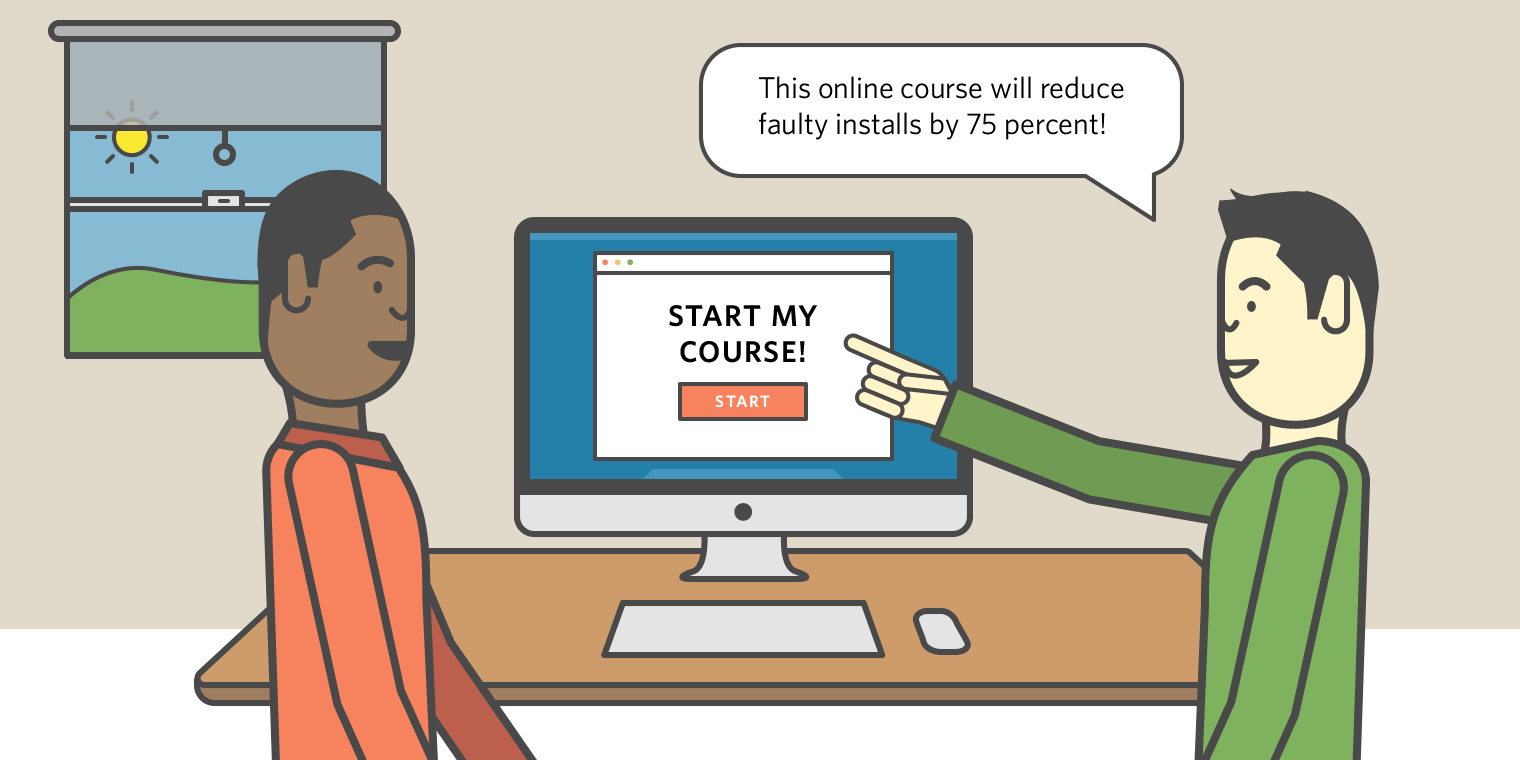 This online course will reduce
faulty installs by 75 percent!
START MY
COURSE!
START